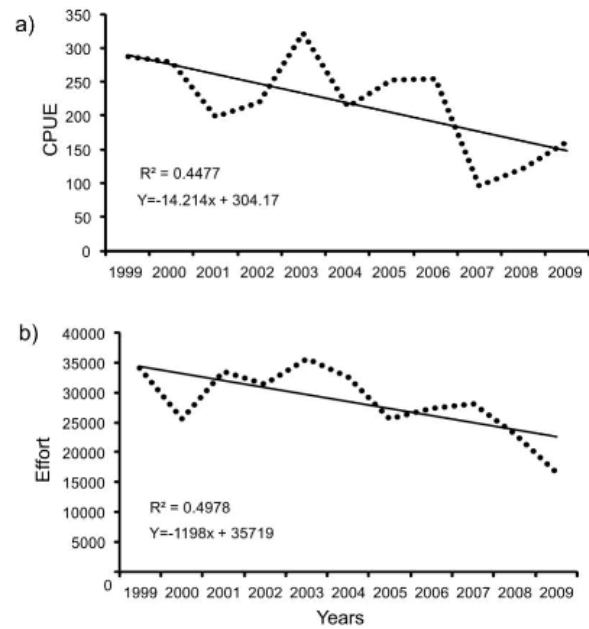 a)
350
300
250
200
150
100
50
0
CPUE
R² = 0.4477
Y=-14.214x + 304.17
1999 2000 2001 2002 2003 2004 2005 2006 2007 2008 2009
b)
40000
35000
30000
25000
20000
15000
10000
5000
0
Effort
R² = 0.4978
Y=-1198x + 35719
1999 2000 2001 2002 2003 2004 2005 2006 2007 2008 2009
Years